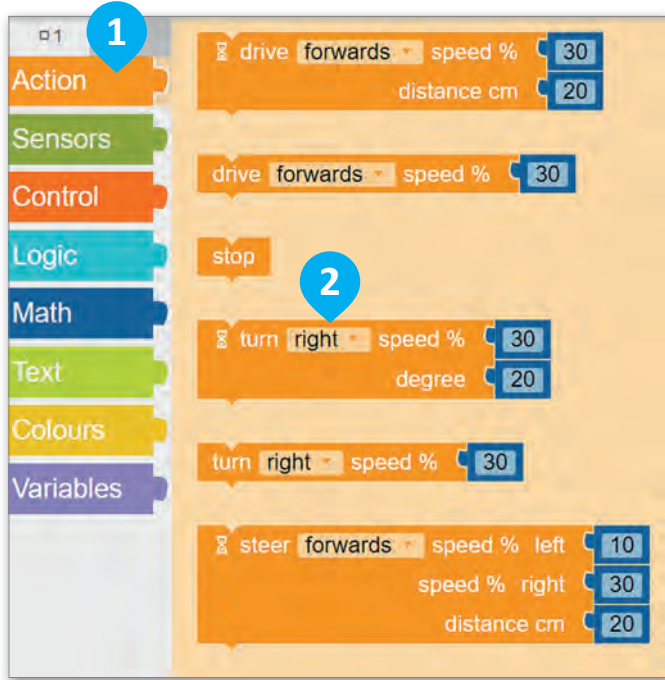 1
1
Action
Sensors
Control
Logic
Math
Text
Colours
Variables
drive forwards speed % 30
distance cm 20
drive forwards speed % 30
stop
2
turn right speed % 30
degree 20
turn right speed % 30
steer forwards speed % left 10
speed % right 30
distance cm 20